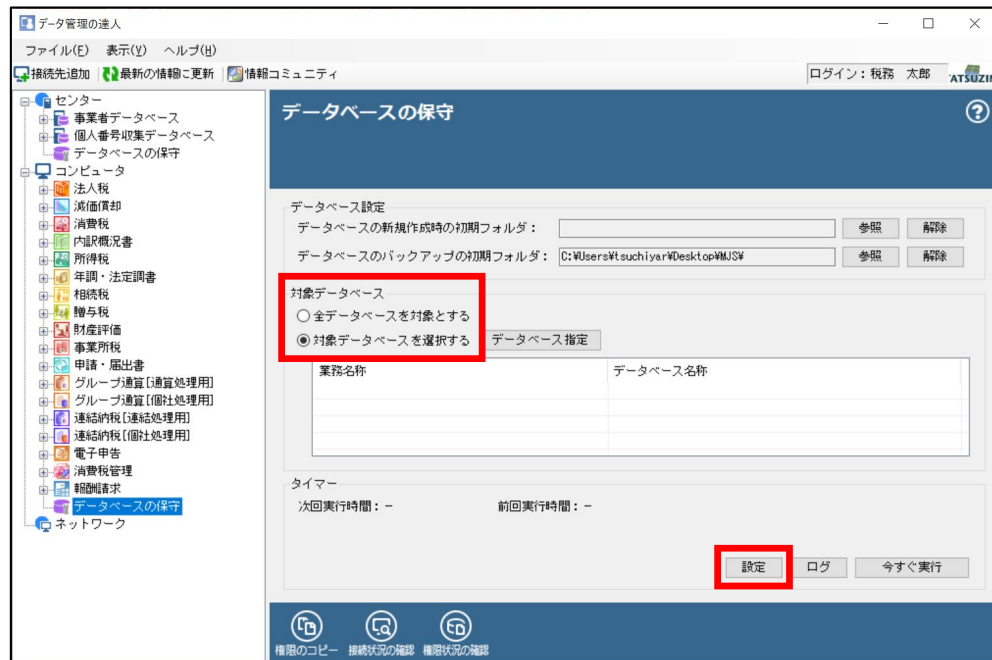 データ管理の達人
ファイル(F) 表示(V) ヘルプ(H)
接続先追加 最新の情報に更新 情報コミュニティ ログイン：税務 太郎 TATSUZIN
センター
事業者データベース
個人番号収集データベース
データベースの保守
コンピュータ
法人税
減価償却
消費税
内訳概況書
所得税
年調・法定調書
相続税
贈与税
財産評価
事業所税
申請・届出書
グループ通算[通算処理用]
グループ通算[個社処理用]
連結納税[連結処理用]
連結納税[個社処理用]
電子申告
消費税管理
報酬請求
データベースの保守
ネットワーク
データベースの保守
データベース設定
データベースの新規作成時の初期フォルダ： 参照 解除
データベースのバックアップの初期フォルダ： C:¥Users¥tsuchiyar¥Desktop¥MJS¥ 参照 解除
対象データベース
全データベースを対象とする
対象データベースを選択する データベース指定
業務名称 データベース名称
タイマー
次回実行時間：− 前回実行時間：−
設定 ログ 今すぐ実行
権限のコピー 接続状況の確認 権限状況の確認